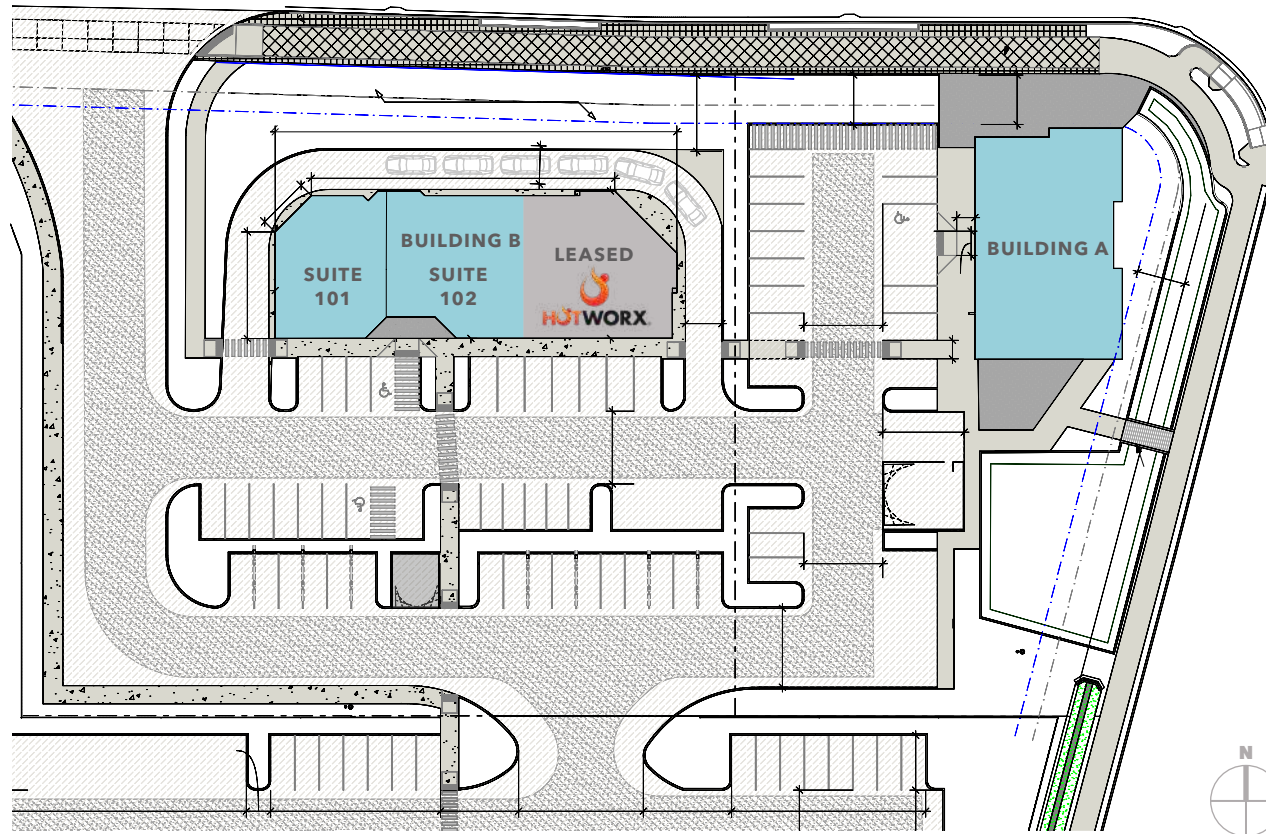 BUILDING B
SUITE
101
SUITE
102
LEASED
HOTWORX
BUILDING A
N